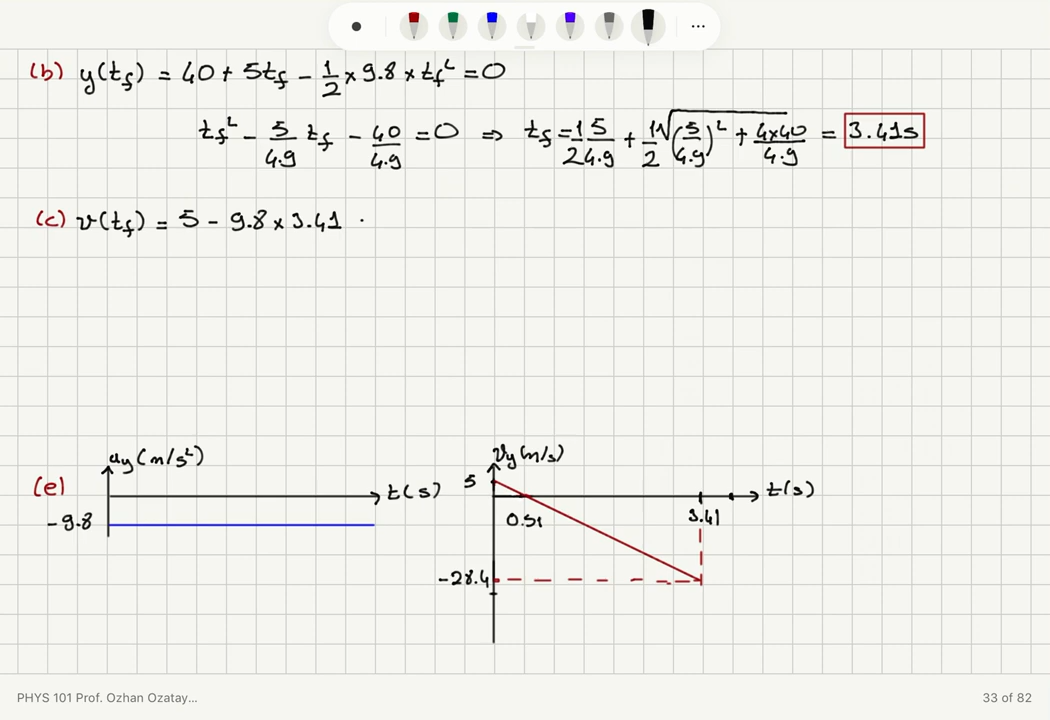 (b) y(tf) = 40 + 5tf - 1/2 × 9.8 × tf² = 0
tf² - 5/4.9 tf - 40/4.9 = 0 ⇒ tf = 1/2 5/4.9 + 1/2 √((5/4.9)² + 4×40/4.9) = 3.41s
(c) v(tf) = 5 - 9.8 × 3.41
(e)
ay(m/s²)
t(s)
-9.8
vy(m/s)
5
t(s)
0.51
3.41
-28.4
PHYS 101 Prof. Ozhan Ozatay...
33 of 82